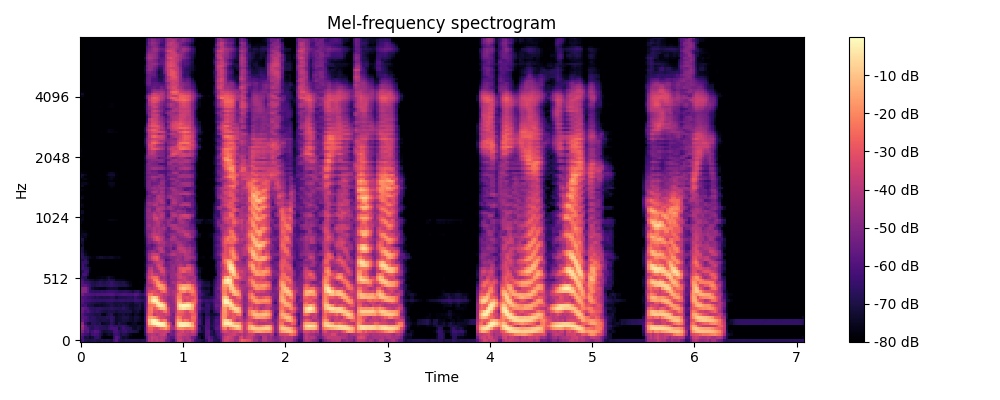 Mel-frequency spectrogram
Hz
4096
2048
1024
512
0
0 1 2 3 4 5 6 7
Time
-10 dB
-20 dB
-30 dB
-40 dB
-50 dB
-60 dB
-70 dB
-80 dB